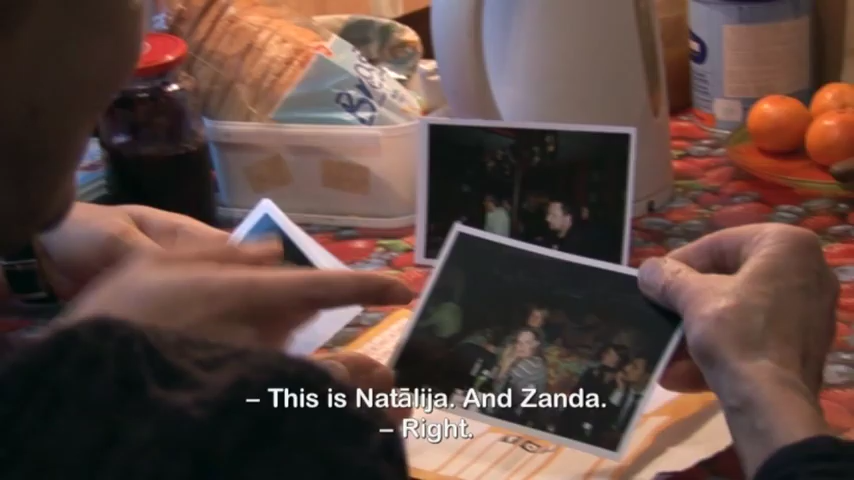 – This is Natālija. And Zanda.
– Right.